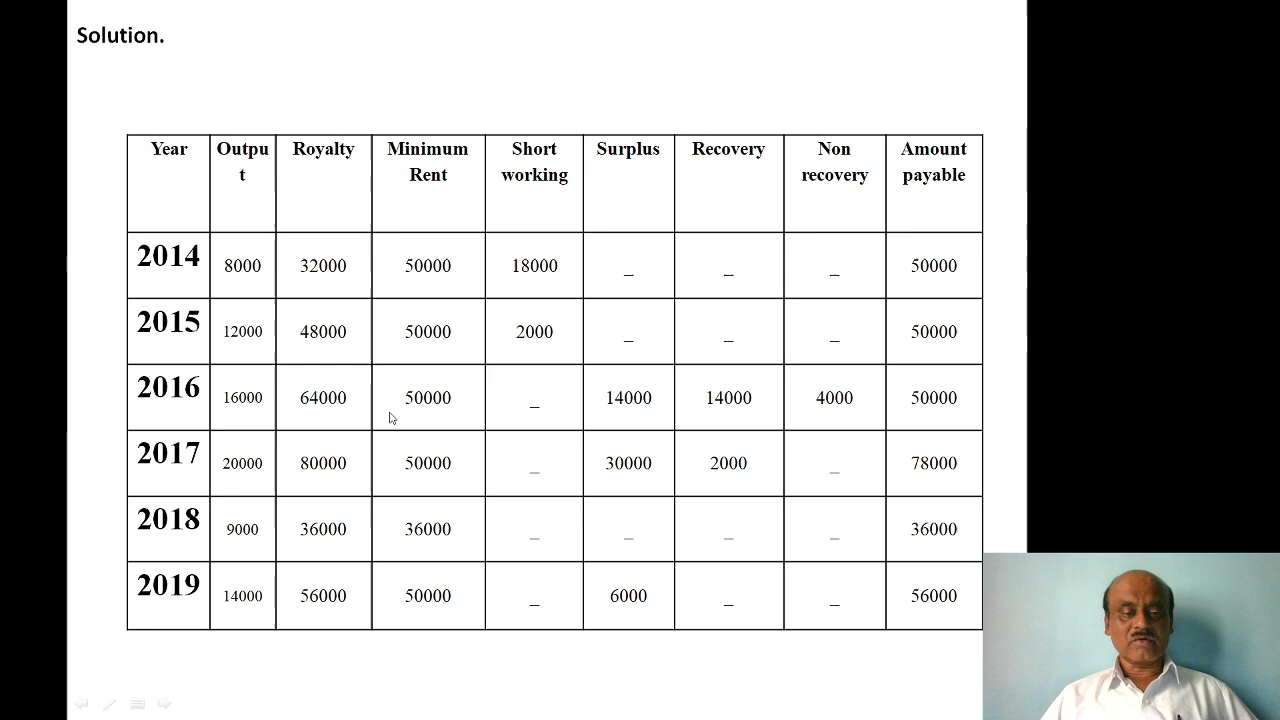 Solution.
Year Outpu Royalty Minimum Short Surplus Recovery Non Amount
t Rent working recovery payable
2014 8000 32000 50000 18000 _ _ _ 50000
2015 12000 48000 50000 2000 _ _ _ 50000
2016 16000 64000 50000 _ 14000 14000 4000 50000
2017 20000 80000 50000 _ 30000 2000 _ 78000
2018 9000 36000 36000 _ _ _ _ 36000
2019 14000 56000 50000 _ 6000 _ _ 56000